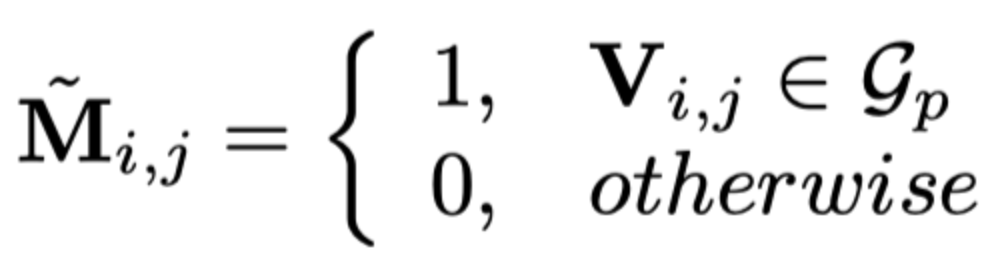 M̃_{i,j} = { 1, V_{i,j} ∈ 𝒢_p
0, otherwise